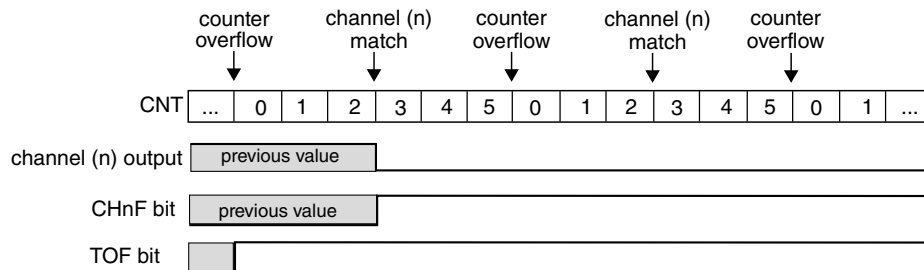 counter overflow
channel (n) match
counter overflow
channel (n) match
counter overflow
CNT ... 0 1 2 3 4 5 0 1 2 3 4 5 0 1 ...
channel (n) output previous value
CHnF bit previous value
TOF bit